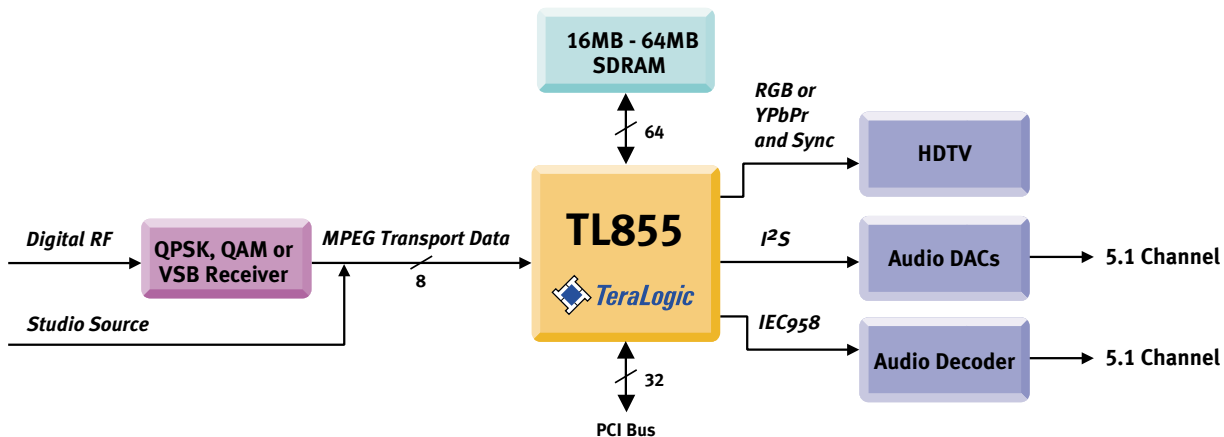 16MB - 64MB
SDRAM
64
RGB or
YPbPr
and Sync
HDTV
TL855
TeraLogic
Digital RF
QPSK, QAM or
VSB Receiver
MPEG Transport Data
8
I²S
Audio DACs
5.1 Channel
Studio Source
IEC958
Audio Decoder
5.1 Channel
32
PCI Bus